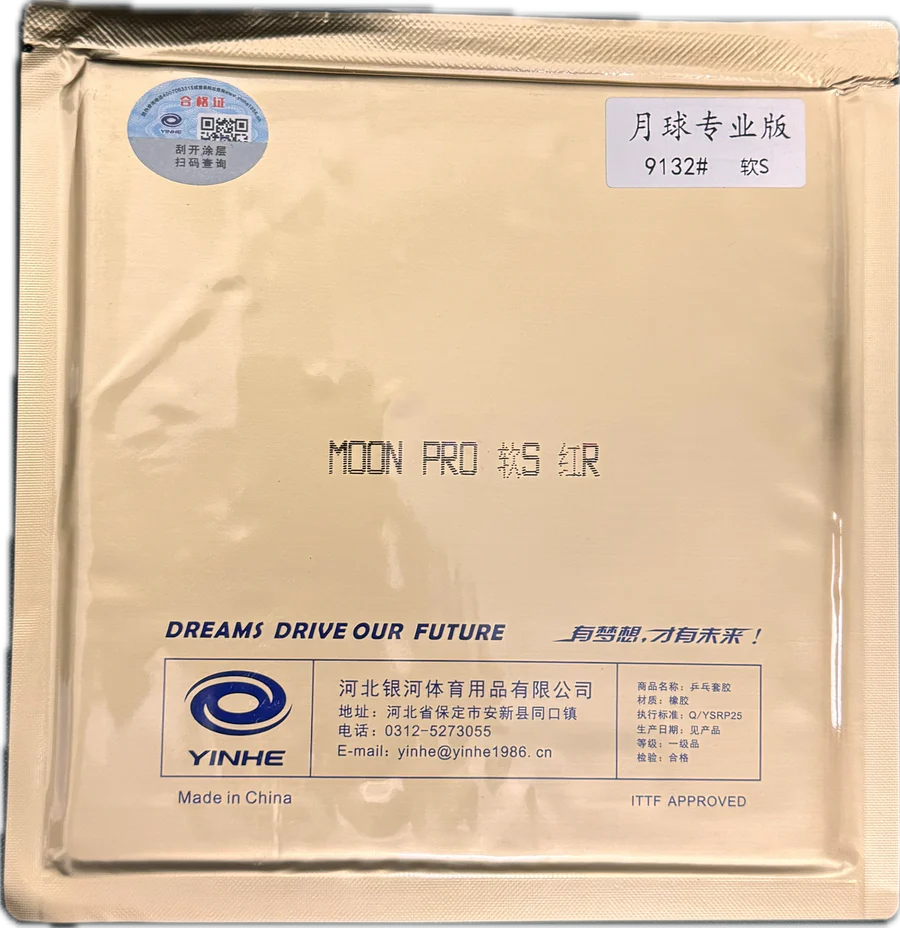 合格证
YINHE
刮开涂层
扫码查询
月球专业版
9132# 软S
MOON PRO 软S 红R
DREAMS DRIVE OUR FUTURE
有梦想,才有未来!
YINHE
河北银河体育用品有限公司
地址:河北省保定市安新县同口镇
电话:0312-5273055
E-mail: yinhe@yinhe1986.cn
商品名称:乒乓套胶
材质:橡胶
执行标准:Q/YSRP25
生产日期:见产品
等级:一级品
检验:合格
Made in China
ITTF APPROVED